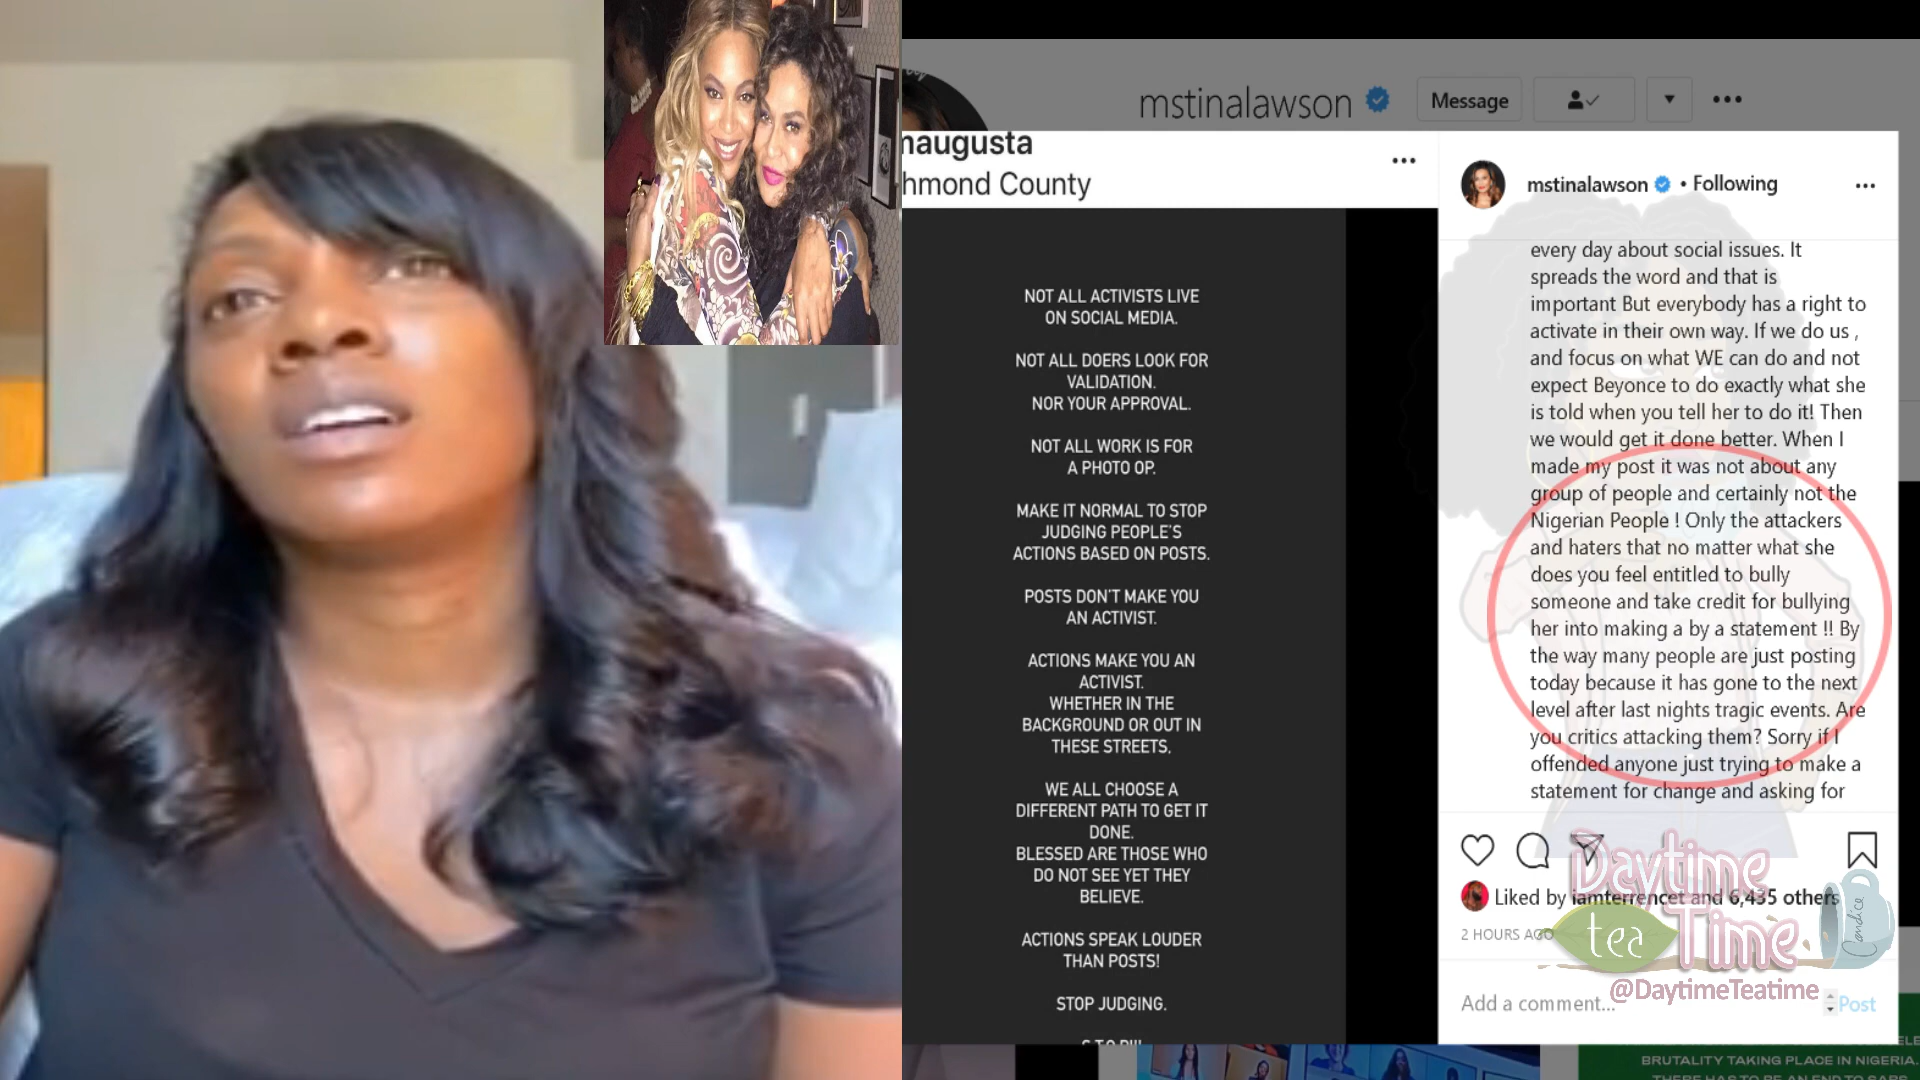 mstinalawson
Message
naugusta
hmond County
NOT ALL ACTIVISTS LIVE
ON SOCIAL MEDIA.
NOT ALL DOERS LOOK FOR
VALIDATION.
NOR YOUR APPROVAL.
NOT ALL WORK IS FOR
A PHOTO OP.
MAKE IT NORMAL TO STOP
JUDGING PEOPLE'S
ACTIONS BASED ON POSTS.
POSTS DON'T MAKE YOU
AN ACTIVIST.
ACTIONS MAKE YOU AN
ACTIVIST.
WHETHER IN THE
BACKGROUND OR OUT IN
THESE STREETS,
WE ALL CHOOSE A
DIFFERENT PATH TO GET IT
DONE.
BLESSED ARE THOSE WHO
DO NOT SEE YET THEY
BELIEVE.
ACTIONS SPEAK LOUDER
THAN POSTS!
STOP JUDGING.
mstinalawson • Following
every day about social issues. It
spreads the word and that is
important But everybody has a right to
activate in their own way. If we do us ,
and focus on what WE can do and not
expect Beyonce to do exactly what she
is told when you tell her to do it! Then
we would get it done better. When I
made my post it was not about any
group of people and certainly not the
Nigerian People ! Only the attackers
and haters that no matter what she
does you feel entitled to bully
someone and take credit for bullying
her into making a by a statement !! By
the way many people are just posting
today because it has gone to the next
level after last nights tragic events. Are
you critics attacking them? Sorry if I
offended anyone just trying to make a
statement for change and asking for
Liked by iamterrencet and 6,435 others
2 HOURS AGO
Add a comment...
Post
Daytime
tea Time
Candice
@DaytimeTeatime
BRUTALITY TAKING PLACE IN NIGERIA.
THERE HAS TO BE AN END TO SARS